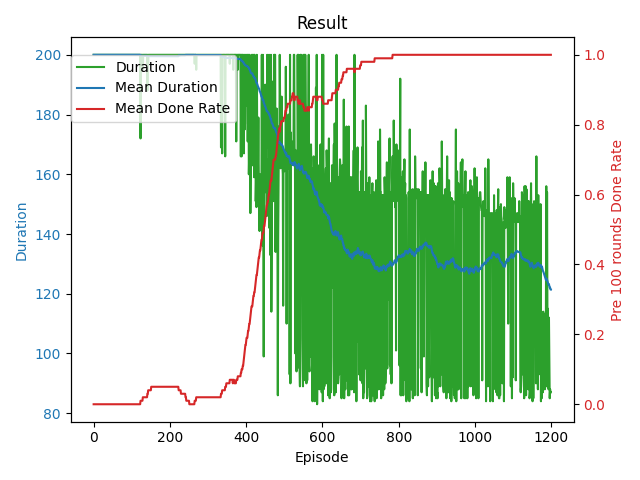 Result
Duration
Mean Duration
Mean Done Rate
200
180
160
140
120
100
80
Duration
1.0
0.8
0.6
0.4
0.2
0.0
Pre 100 rounds Done Rate
0
200
400
600
800
1000
1200
Episode